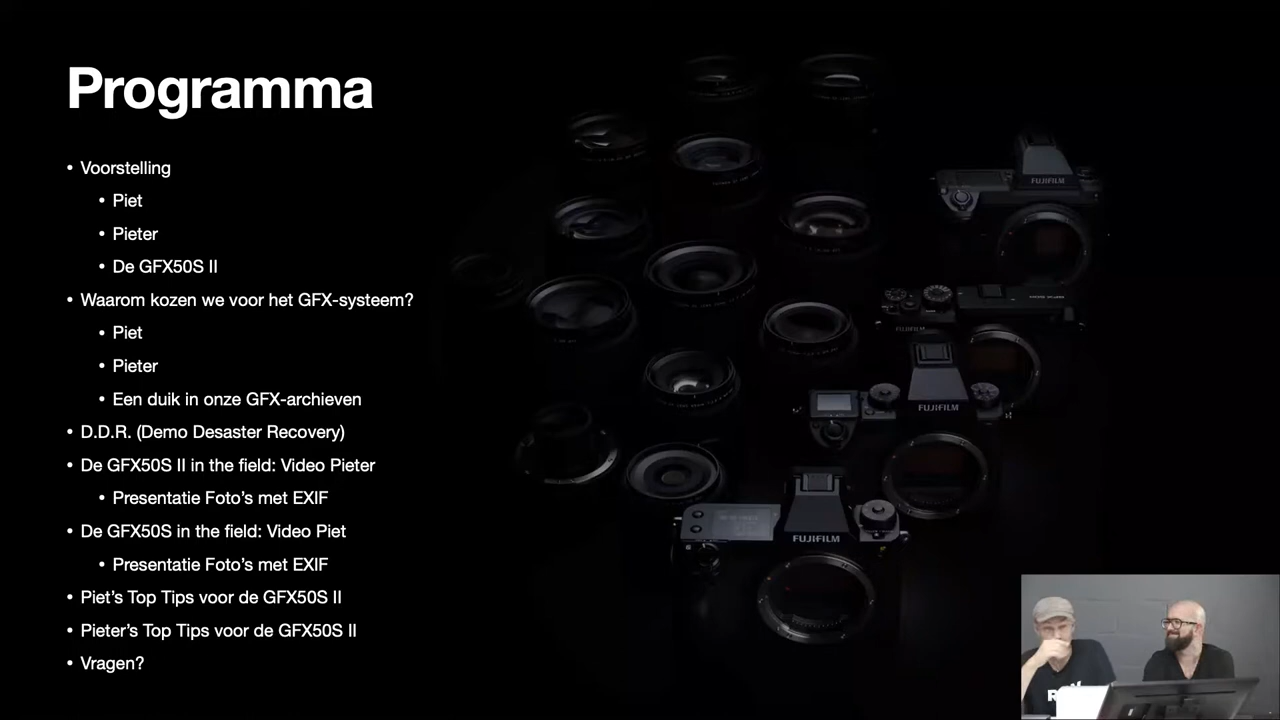 Programma
• Voorstelling
• Piet
• Pieter
• De GFX50S II
• Waarom kozen we voor het GFX-systeem?
• Piet
• Pieter
• Een duik in onze GFX-archieven
• D.D.R. (Demo Desaster Recovery)
• De GFX50S II in the field: Video Pieter
• Presentatie Foto's met EXIF
• De GFX50S in the field: Video Piet
• Presentatie Foto's met EXIF
• Piet's Top Tips voor de GFX50S II
• Pieter's Top Tips voor de GFX50S II
• Vragen?
FUJIFILM
FUJIFILM
FUJIFILM
FUJIFILM